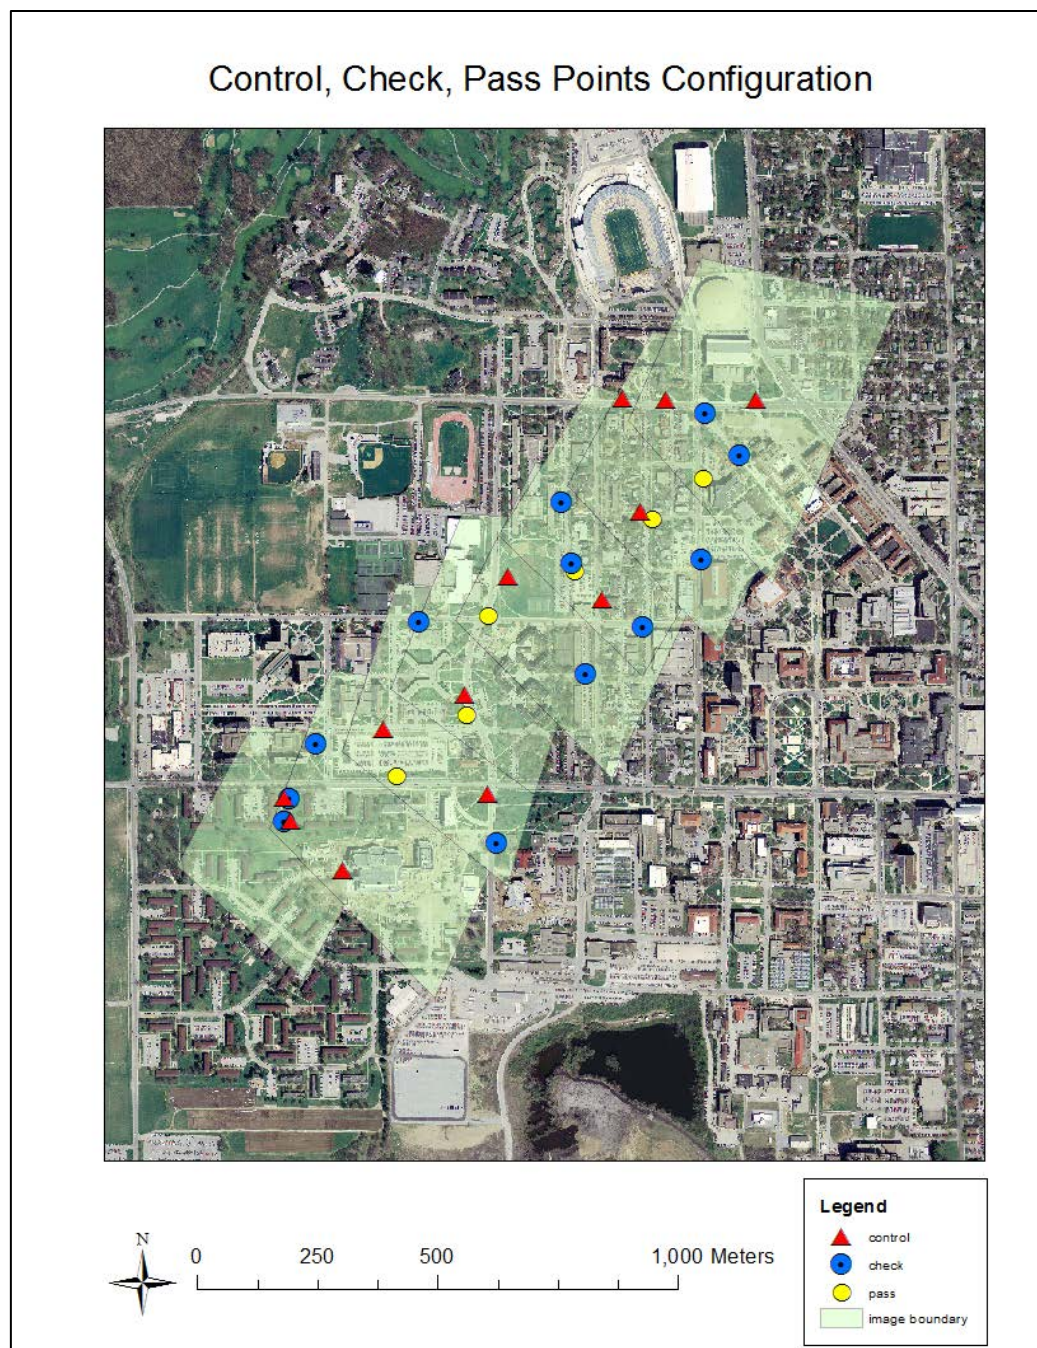 Control, Check, Pass Points Configuration
N
0 250 500 1,000 Meters
Legend
control
check
pass
image boundary